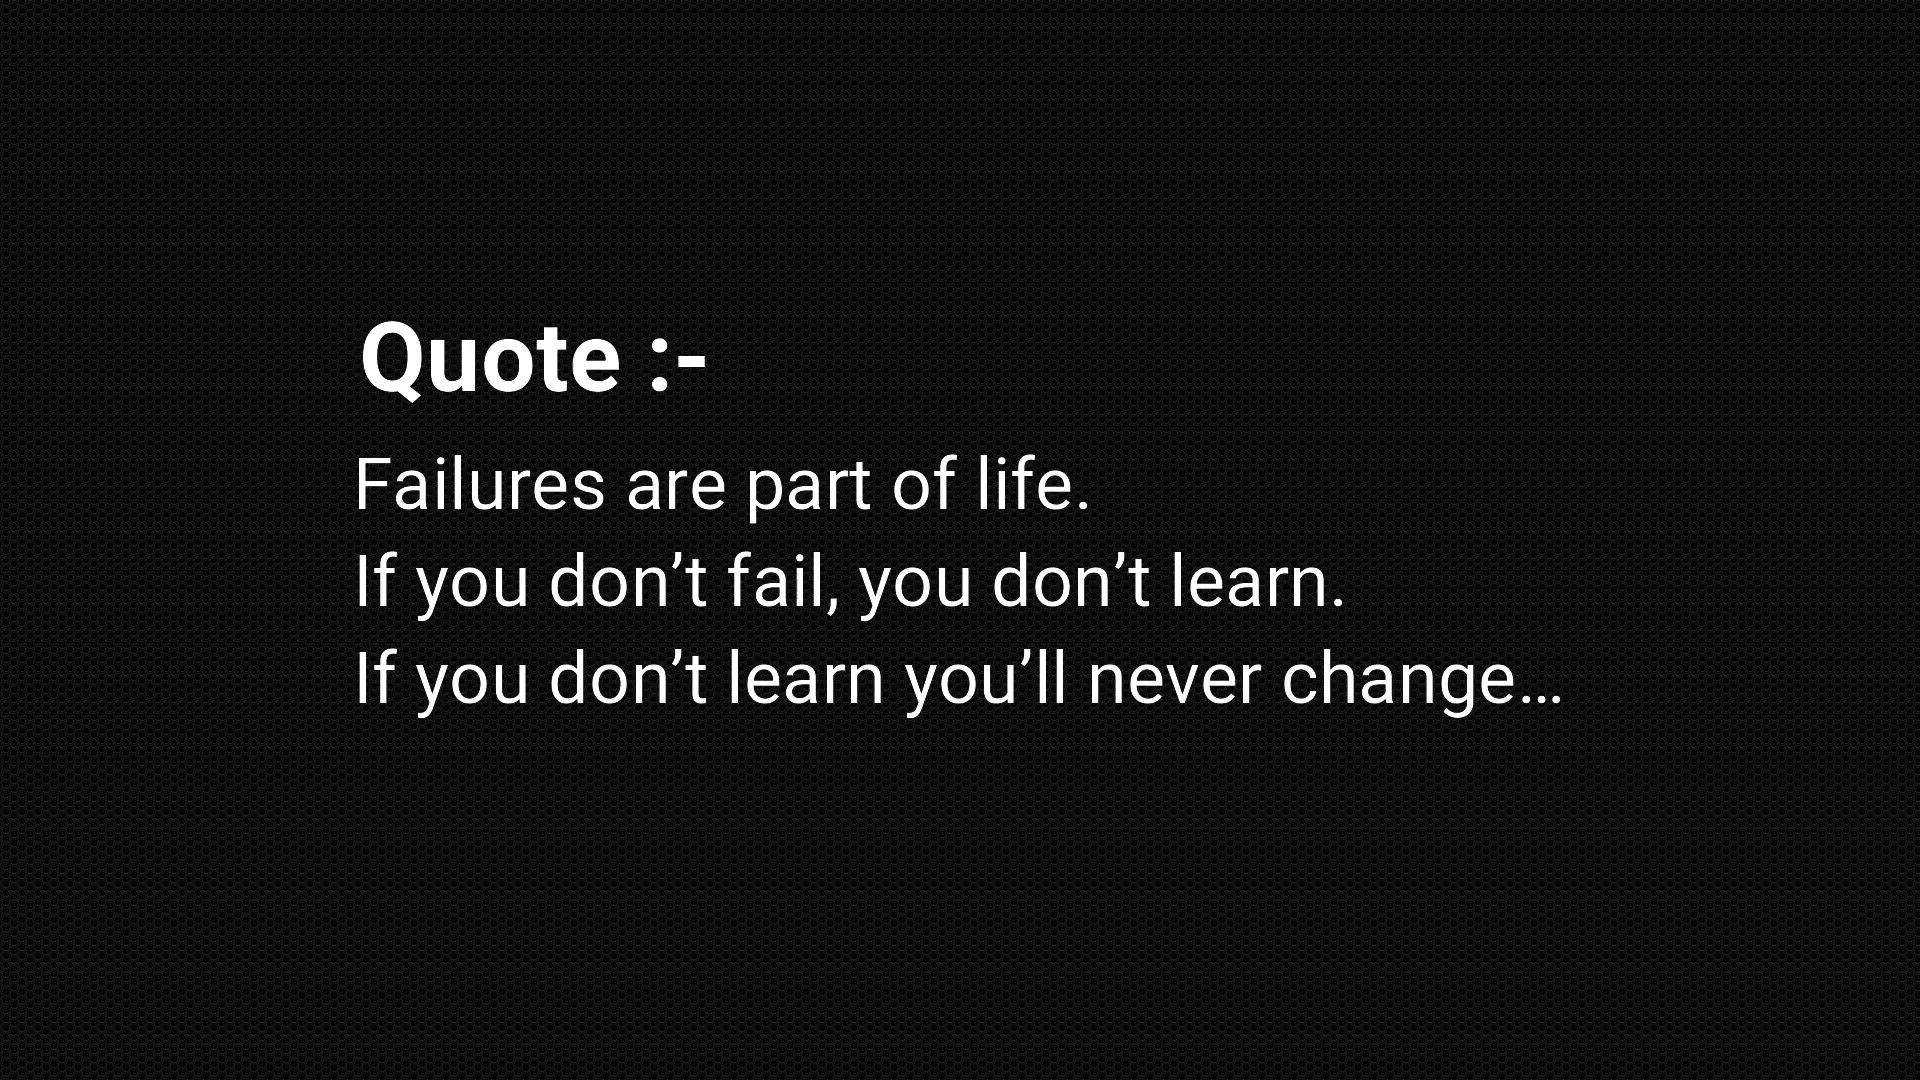 Quote :-
Failures are part of life.
If you don’t fail, you don’t learn.
If you don’t learn you’ll never change…